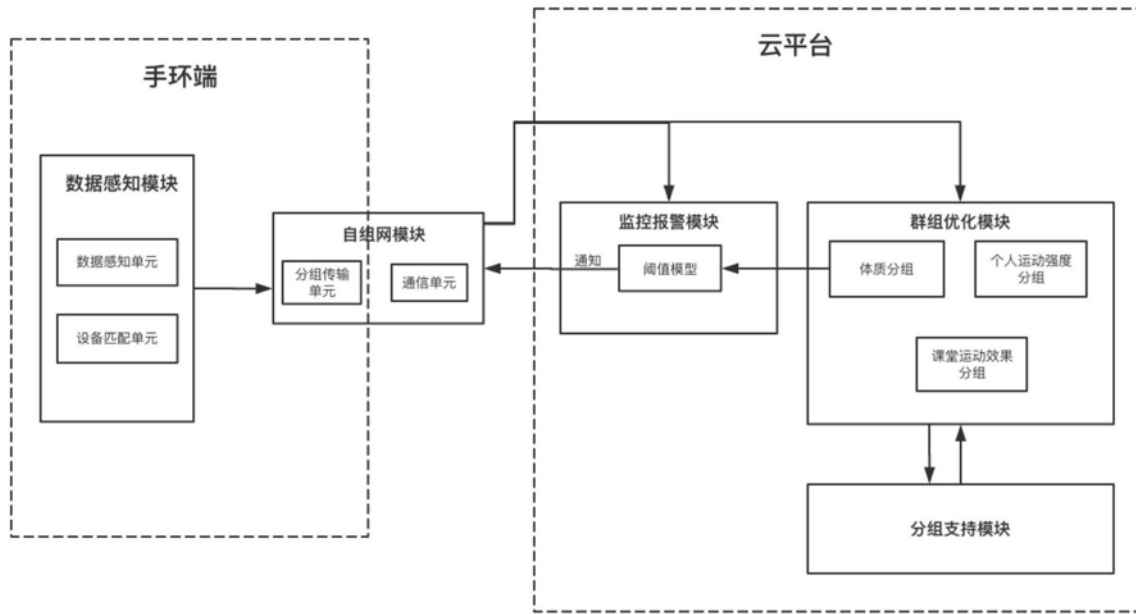 手环端
云平台
数据感知模块
数据感知单元
设备匹配单元
自组网模块
分组传输
单元
通信单元
监控报警模块
通知
阈值模型
群组优化模块
体质分组
个人运动强度
分组
课堂运动效果
分组
分组支持模块